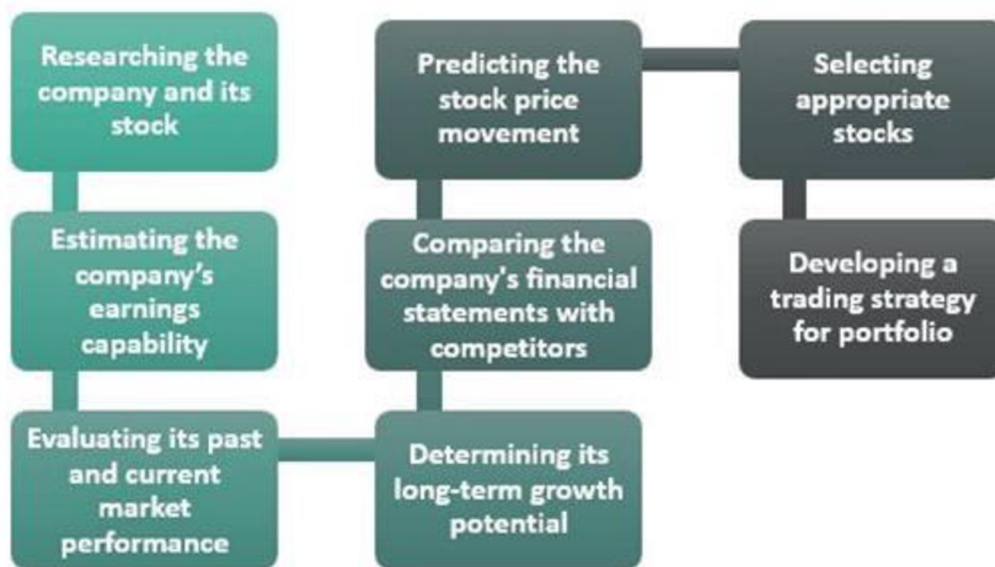 Researching the
company and its
stock
Estimating the
company’s
earnings
capability
Evaluating its past
and current
market
performance
Determining its
long-term growth
potential
Comparing the
company's financial
statements with
competitors
Predicting the
stock price
movement
Selecting
appropriate
stocks
Developing a
trading strategy
for portfolio